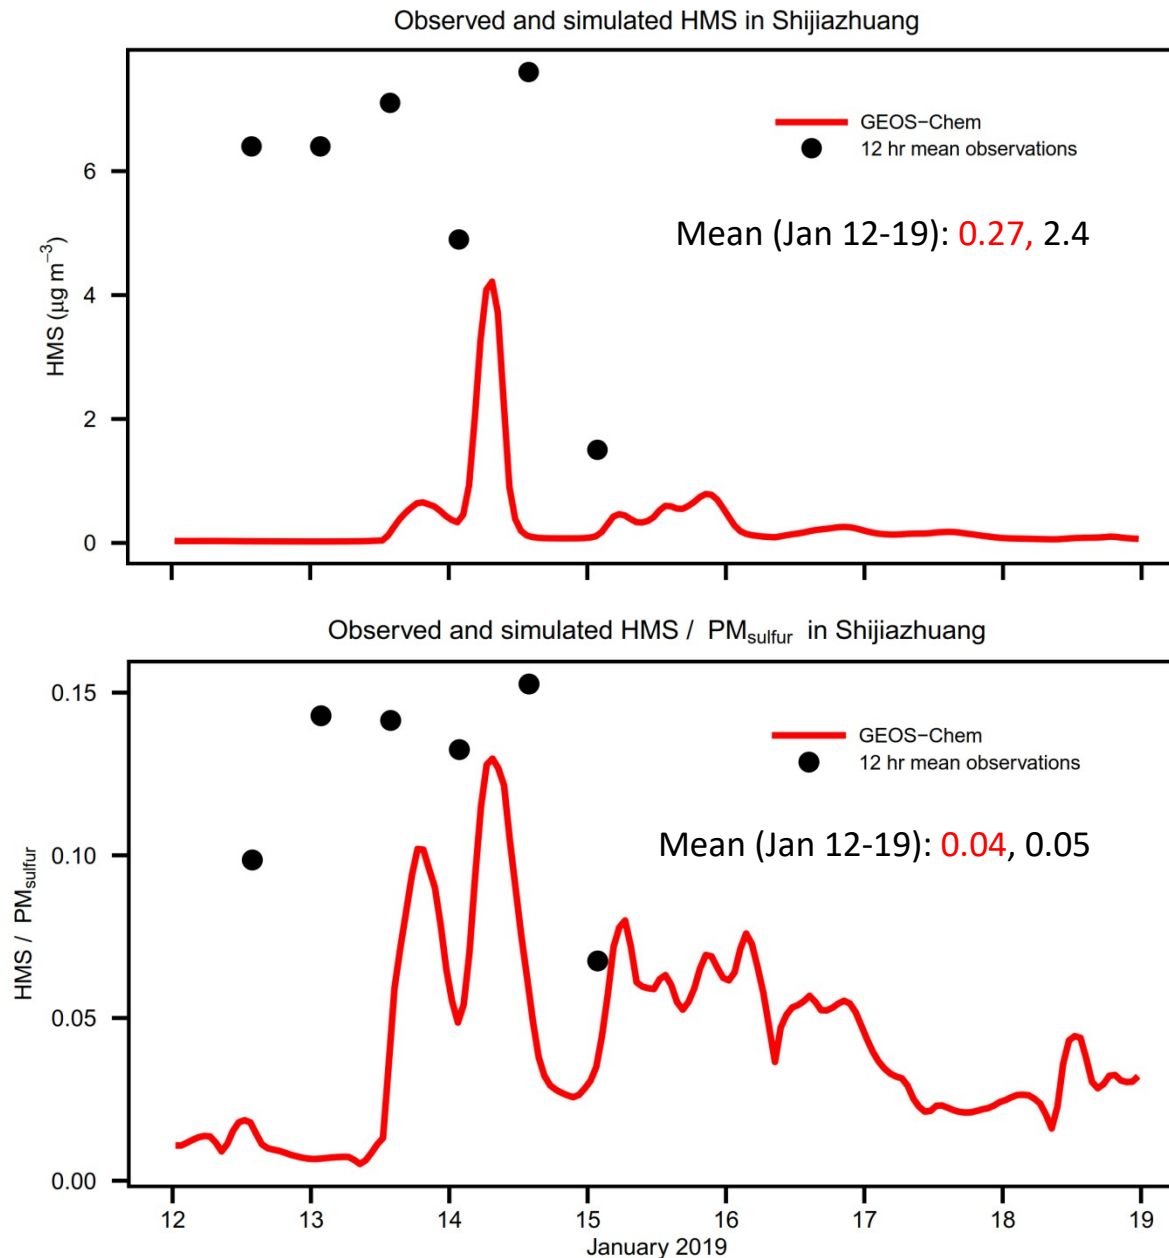 Observed and simulated HMS in Shijiazhuang
GEOS−Chem
12 hr mean observations
Mean (Jan 12-19): 0.27, 2.4
HMS (μg m⁻³)
6
4
2
0
Observed and simulated HMS / PMsulfur in Shijiazhuang
GEOS−Chem
12 hr mean observations
Mean (Jan 12-19): 0.04, 0.05
HMS / PMsulfur
0.15
0.10
0.05
0.00
12 13 14 15 16 17 18 19
January 2019